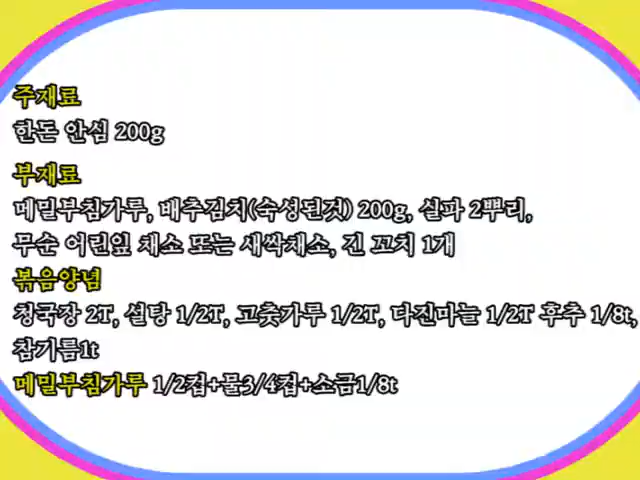 주재료
한돈 안심 200g
부재료
메밀부침가루, 배추김치(숙성된것) 200g, 실파 2뿌리,
무순 어린잎 채소 또는 새싹채소, 긴 꼬치 1개
볶음양념
청국장 2T, 설탕 1/2T, 고춧가루 1/2T, 다진마늘 1/2T 후추 1/8t,
참기름1t
메밀부침가루 1/2컵+물3/4컵+소금1/8t